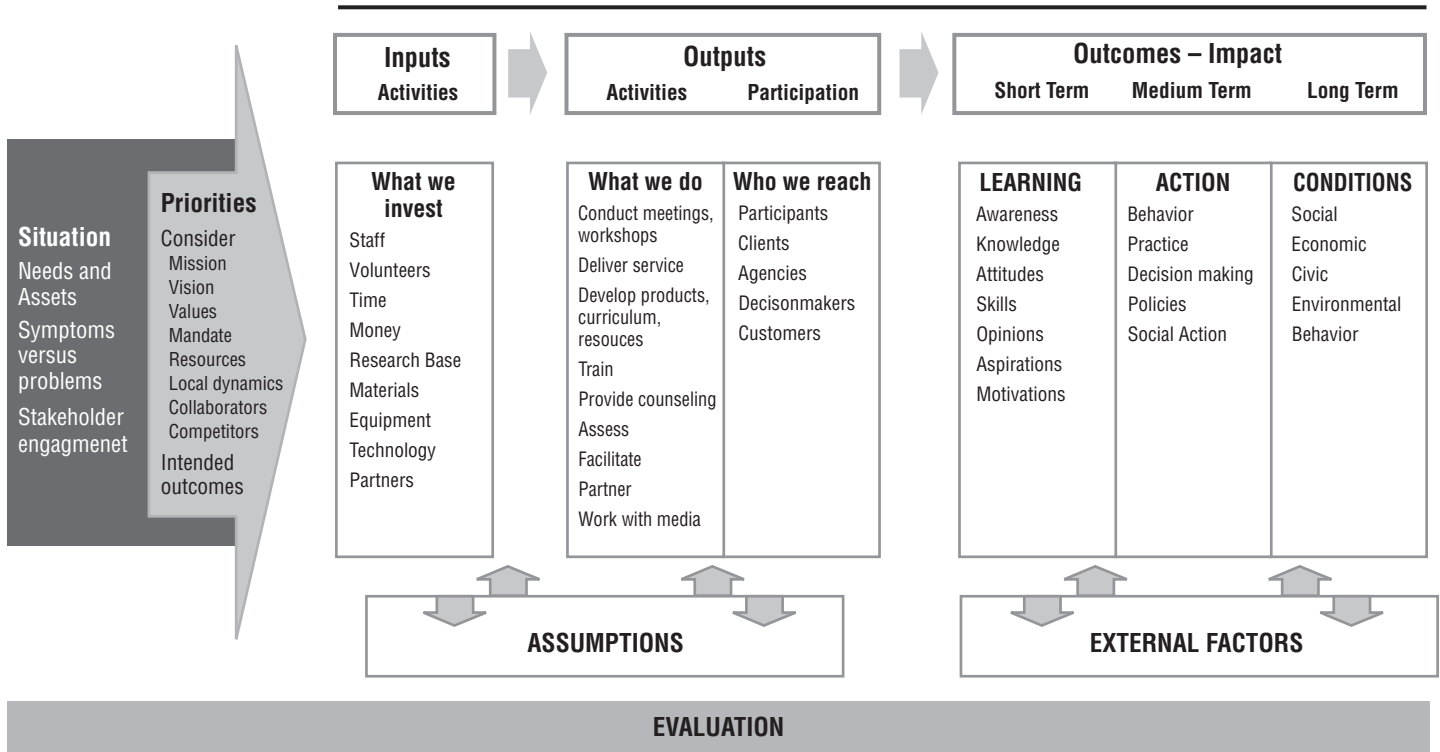 Inputs
Activities
Outputs
Activities
Participation
Outcomes – Impact
Short Term
Medium Term
Long Term
Situation
Needs and
Assets
Symptoms
versus
problems
Stakeholder
engagmenet
Priorities
Consider
Mission
Vision
Values
Mandate
Resources
Local dynamics
Collaborators
Competitors
Intended
outcomes
What we
invest
Staff
Volunteers
Time
Money
Research Base
Materials
Equipment
Technology
Partners
What we do
Conduct meetings,
workshops
Deliver service
Develop products,
curriculum,
resouces
Train
Provide counseling
Assess
Facilitate
Partner
Work with media
Who we reach
Participants
Clients
Agencies
Decisonmakers
Customers
LEARNING
Awareness
Knowledge
Attitudes
Skills
Opinions
Aspirations
Motivations
ACTION
Behavior
Practice
Decision making
Policies
Social Action
CONDITIONS
Social
Economic
Civic
Environmental
Behavior
ASSUMPTIONS
EXTERNAL FACTORS
EVALUATION